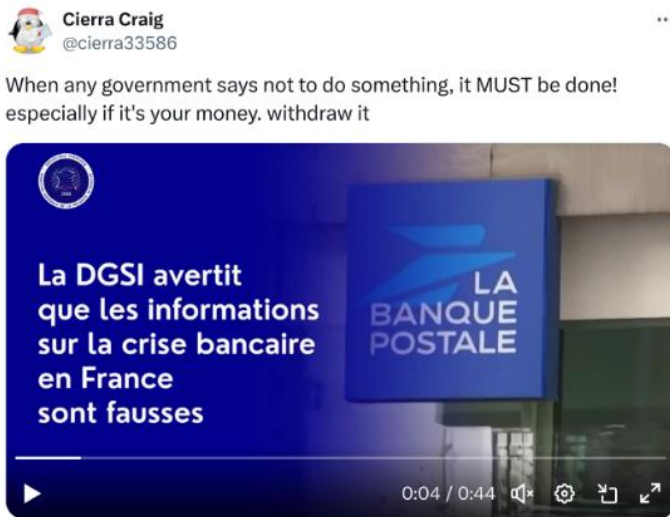 Cierra Craig
@cierra33586
When any government says not to do something, it MUST be done!
especially if it's your money. withdraw it
La DGSI avertit
que les informations
sur la crise bancaire
en France
sont fausses
LA
BANQUE
POSTALE
0:04 / 0:44